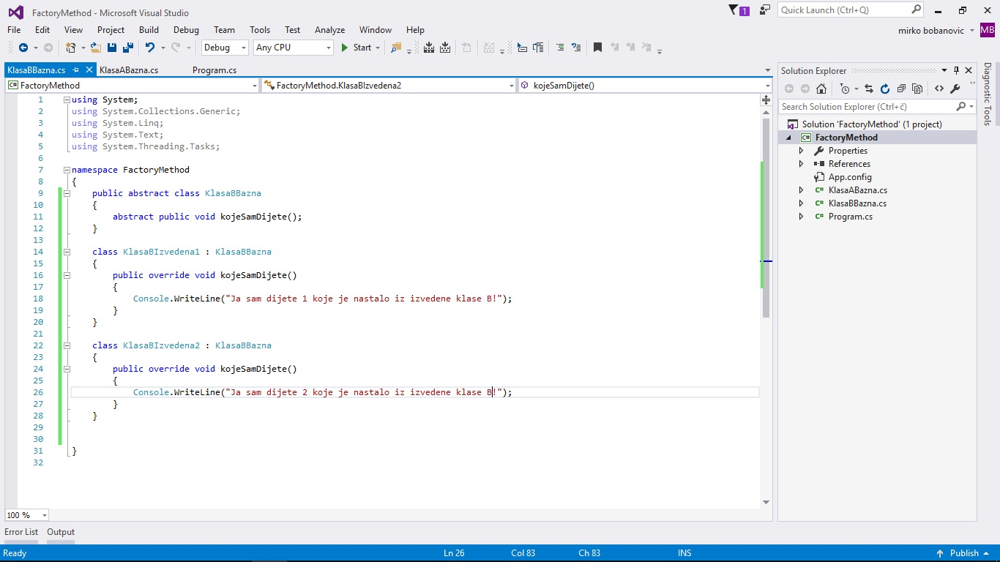 FactoryMethod - Microsoft Visual Studio
1
Quick Launch (Ctrl+Q)
File Edit View Project Build Debug Team Tools Test Analyze Window Help
mirko bobanovic MB
Debug Any CPU Start
KlasaBBazna.cs KlasaABazna.cs Program.cs
FactoryMethod FactoryMethod.KlasaBIzvedena2 kojeSamDijete()
1 using System;
2 using System.Collections.Generic;
3 using System.Linq;
4 using System.Text;
5 using System.Threading.Tasks;
6
7 namespace FactoryMethod
8 {
9 public abstract class KlasaBBazna
10 {
11 abstract public void kojeSamDijete();
12 }
13
14 class KlasaBIzvedena1 : KlasaBBazna
15 {
16 public override void kojeSamDijete()
17 {
18 Console.WriteLine("Ja sam dijete 1 koje je nastalo iz izvedene klase B!");
19 }
20 }
21
22 class KlasaBIzvedena2 : KlasaBBazna
23 {
24 public override void kojeSamDijete()
25 {
26 Console.WriteLine("Ja sam dijete 2 koje je nastalo iz izvedene klase B!");
27 }
28 }
29
30
31 }
32
100 %
Solution Explorer
Search Solution Explorer (Ctrl+č)
Solution 'FactoryMethod' (1 project)
C# FactoryMethod
Properties
References
App.config
C# KlasaABazna.cs
C# KlasaBBazna.cs
C# Program.cs
Diagnostic Tools
Error List Output
Ready Ln 26 Col 83 Ch 83 INS Publish